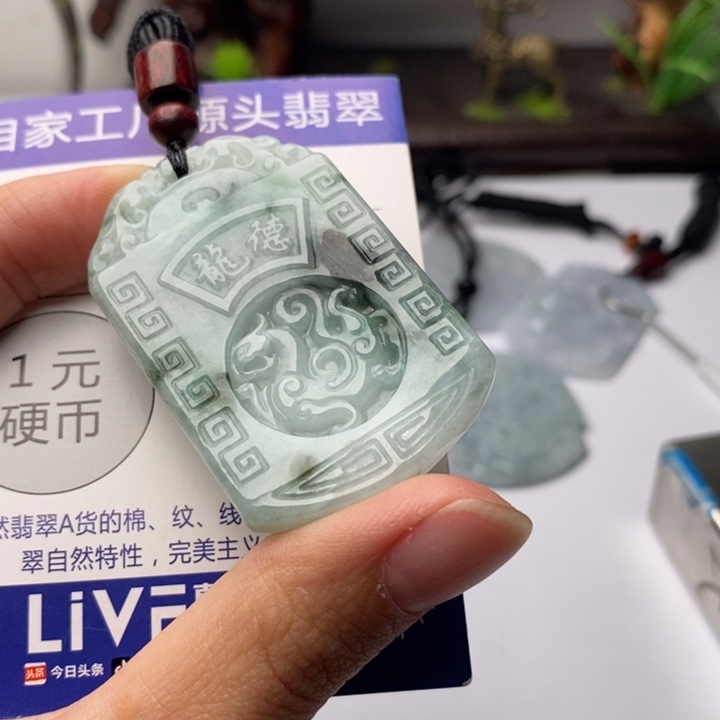 自家工厂源头翡翠
龍德
1元
硬币
然翡翠A货的棉、纹、线
翠自然特性，完美主义
LiVE
头条 今日头条